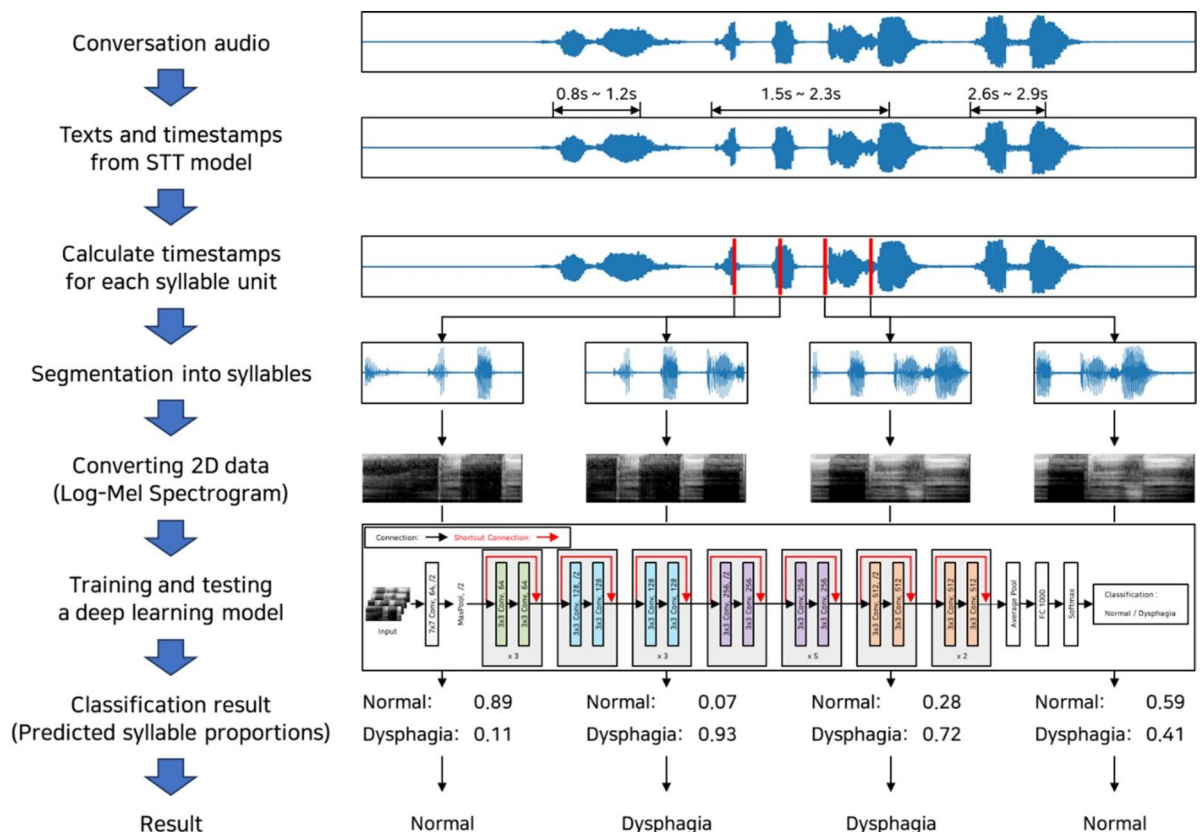 Conversation audio
Texts and timestamps
from STT model
0.8s ~ 1.2s
1.5s ~ 2.3s
2.6s ~ 2.9s
Calculate timestamps
for each syllable unit
Segmentation into syllables
Converting 2D data
(Log-Mel Spectrogram)
Training and testing
a deep learning model
Connection:
Shortcut Connection:
Input
7x7 Conv, 64, /2
MaxPool, /2
3x3 Conv, 64
3x3 Conv, 64
x 3
3x3 Conv, 128, /2
3x3 Conv, 128
3x3 Conv, 128
3x3 Conv, 128
x 3
3x3 Conv, 256, /2
3x3 Conv, 256
3x3 Conv, 256
3x3 Conv, 256
x 5
3x3 Conv, 512, /2
3x3 Conv, 512
3x3 Conv, 512
3x3 Conv, 512
x 2
Average Pool
FC 1000
Softmax
Classification :
Normal / Dysphagia
Classification result
(Predicted syllable proportions)
Normal: 0.89
Dysphagia: 0.11
Normal: 0.07
Dysphagia: 0.93
Normal: 0.28
Dysphagia: 0.72
Normal: 0.59
Dysphagia: 0.41
Result
Normal
Dysphagia
Dysphagia
Normal